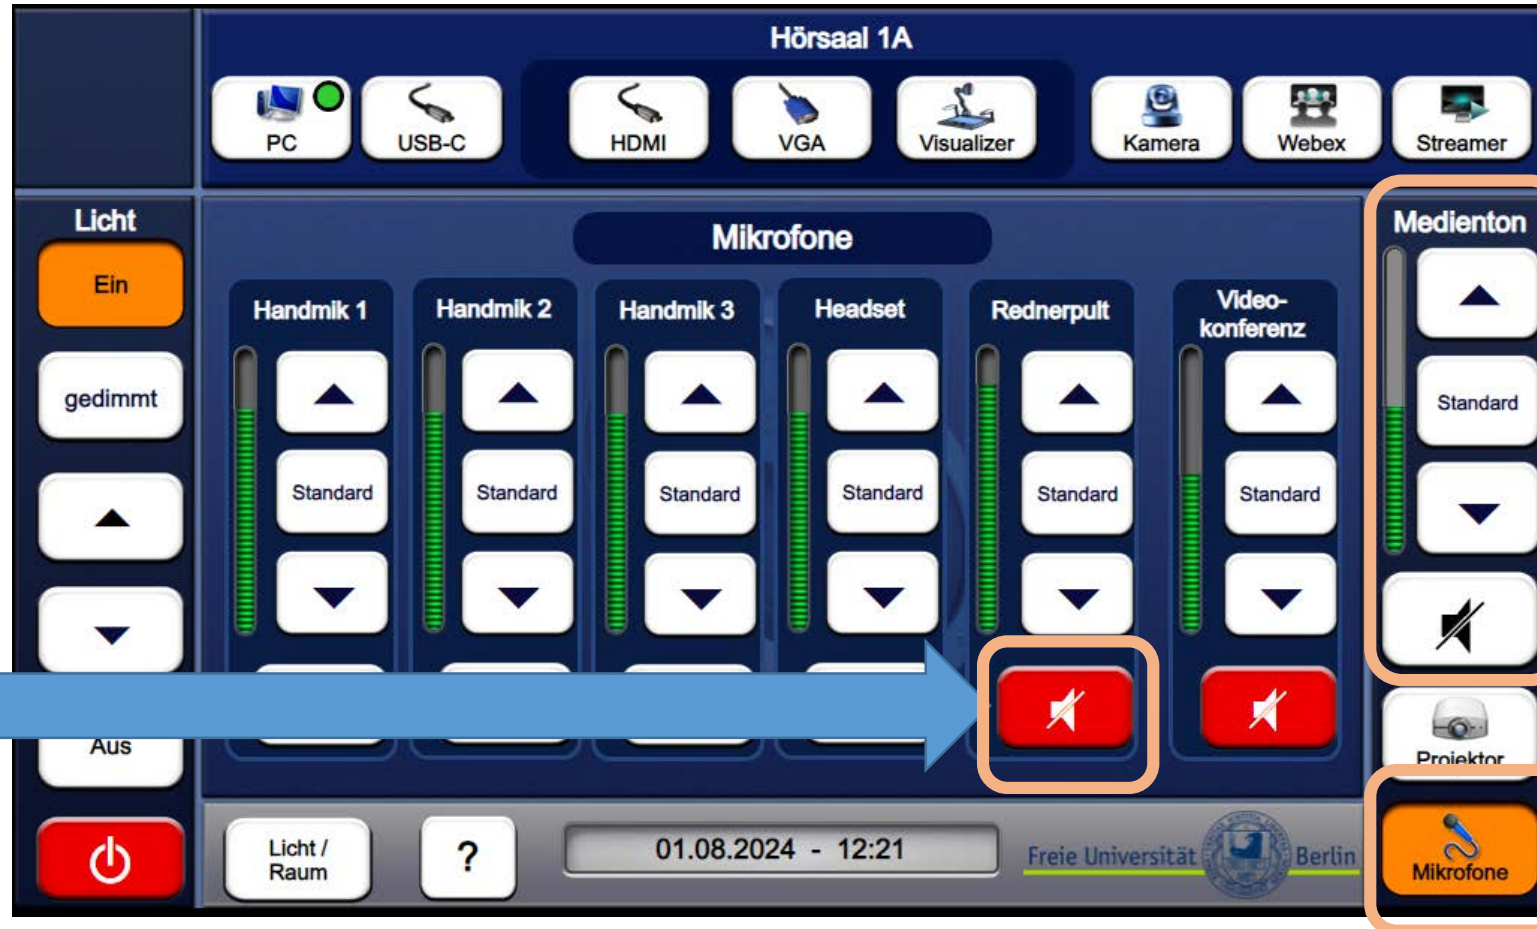 Hörsaal 1A
PC
USB-C
HDMI
VGA
Visualizer
Kamera
Webex
Streamer
Licht
Ein
gedimmt
Aus
Mikrofone
Handmik 1
Handmik 2
Handmik 3
Headset
Rednerpult
Video-
konferenz
Standard
Standard
Standard
Standard
Standard
Standard
Medienton
Standard
Projektor
Mikrofone
Licht /
Raum
?
01.08.2024 - 12:21
Freie Universität Berlin